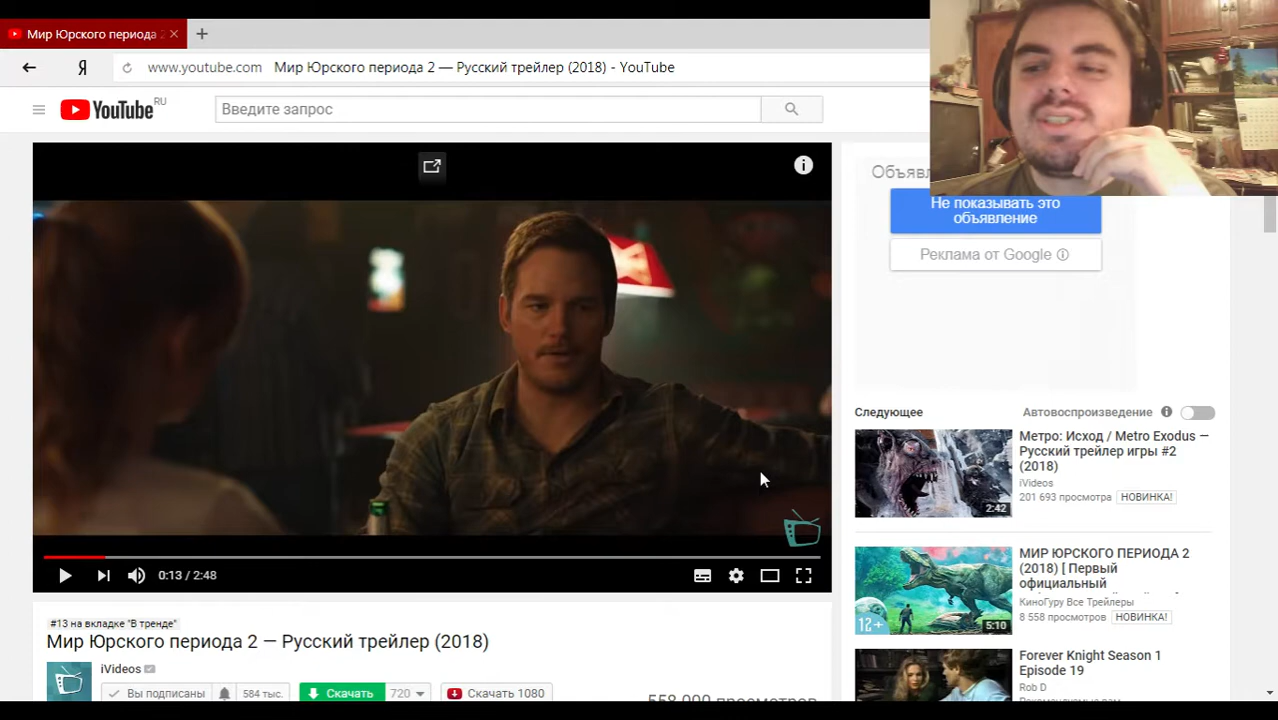 Мир Юрского периода 2
Я
www.youtube.com Мир Юрского периода 2 — Русский трейлер (2018) - YouTube
YouTube RU
Введите запрос
Не показывать это
объявление
Реклама от Google
0:13 / 2:48
#13 на вкладке "В тренде"
Мир Юрского периода 2 — Русский трейлер (2018)
iVideos
Вы подписаны 584 тыс. Скачать 720 Скачать 1080
558 000 просмотров
Следующее Автовоспроизведение
Метро: Исход / Metro Exodus —
Русский трейлер игры #2
(2018)
iVideos
201 693 просмотра НОВИНКА!
2:42
МИР ЮРСКОГО ПЕРИОДА 2
(2018) [ Первый
официальный
КиноГуру Все Трейлеры
8 558 просмотров НОВИНКА!
12+
5:10
Forever Knight Season 1
Episode 19
Rob D